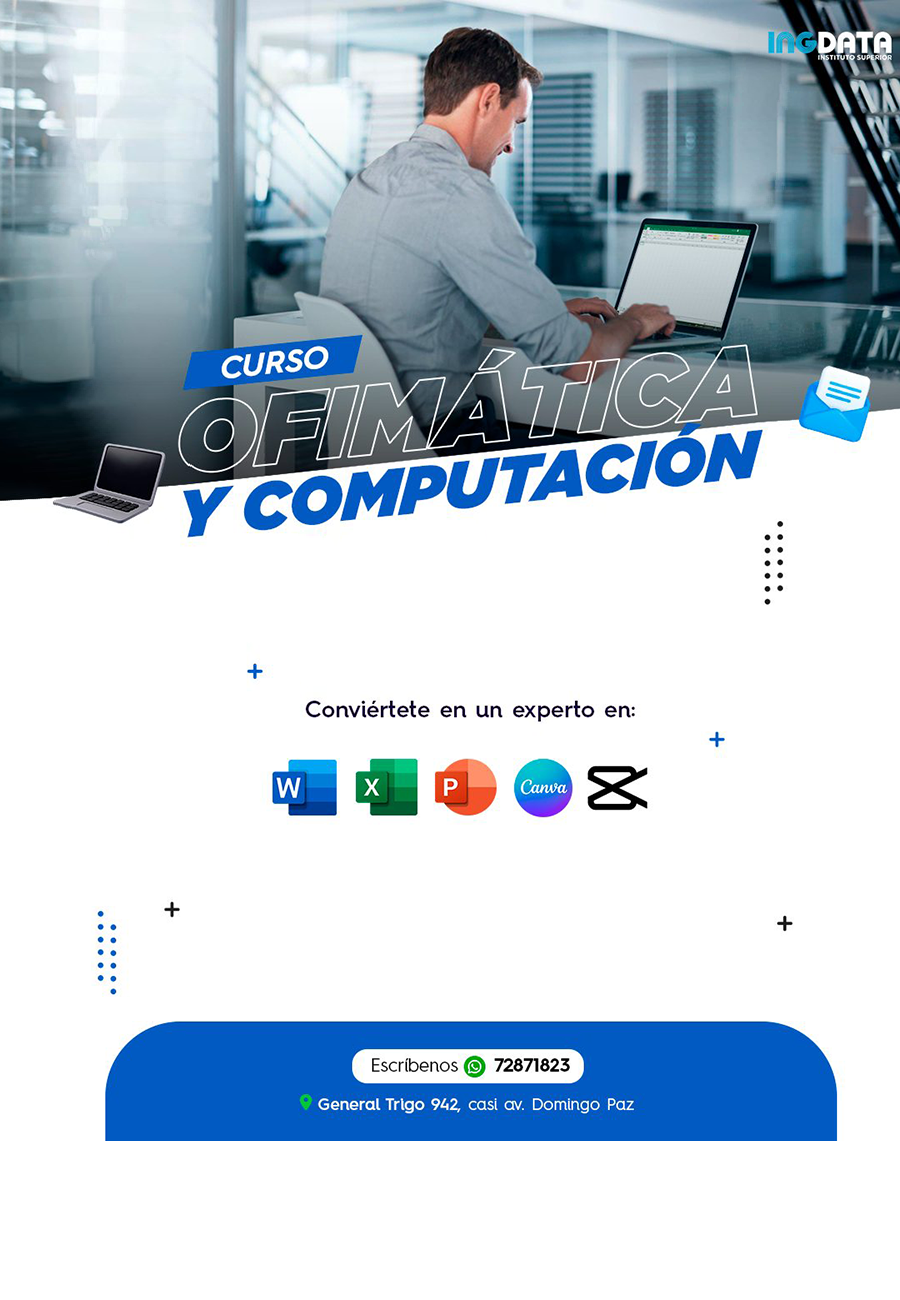 INGDATA
INSTITUTO SUPERIOR
CURSO
OFIMÁTICA
Y COMPUTACIÓN
Conviértete en un experto en:
W X P Canva
Escríbenos 72871823
General Trigo 942, casi av. Domingo Paz